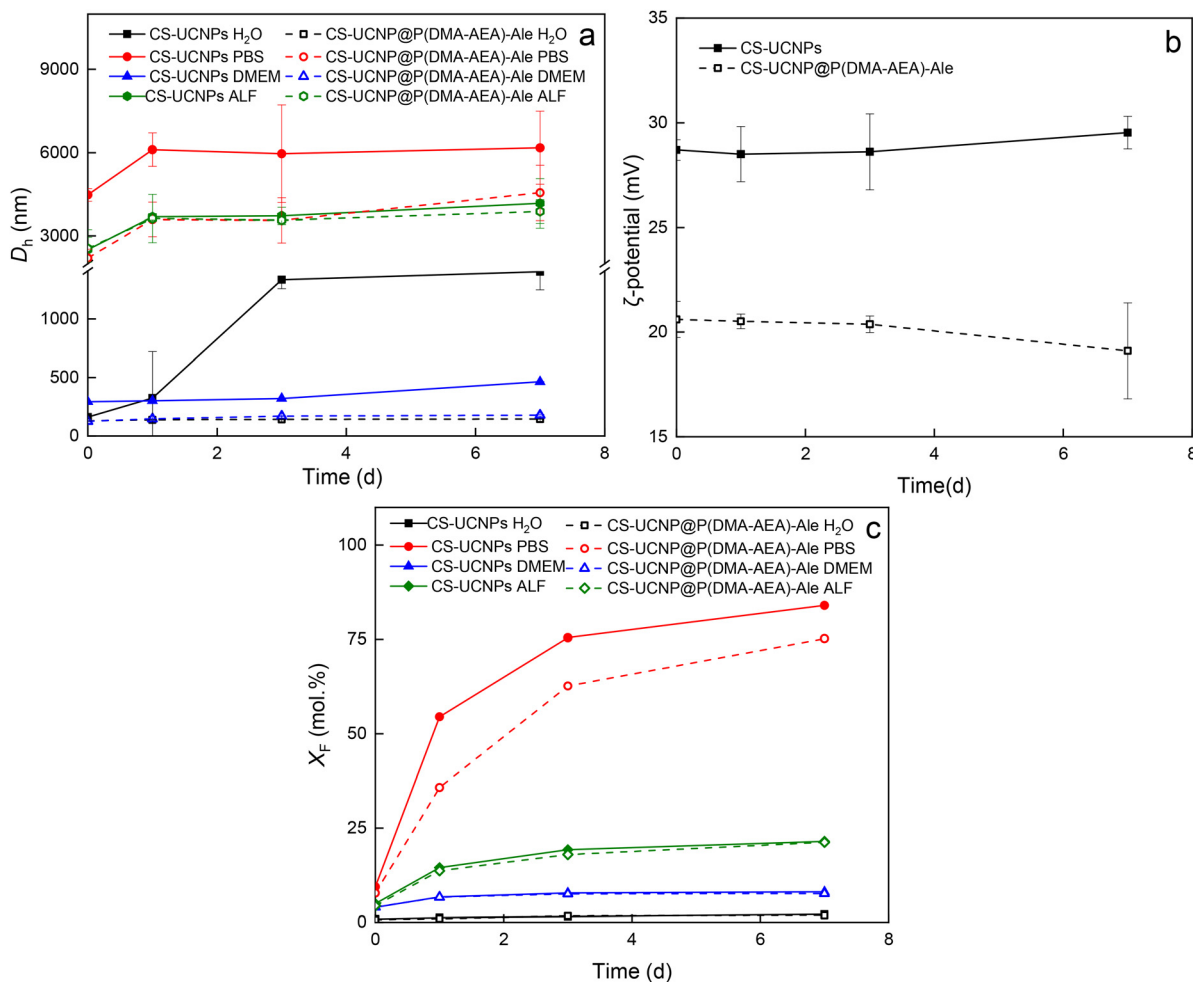 a
CS-UCNPs H₂O
CS-UCNPs PBS
CS-UCNPs DMEM
CS-UCNPs ALF
CS-UCNP@P(DMA-AEA)-Ale H₂O
CS-UCNP@P(DMA-AEA)-Ale PBS
CS-UCNP@P(DMA-AEA)-Ale DMEM
CS-UCNP@P(DMA-AEA)-Ale ALF
9000
6000
3000
1000
500
0
Dₕ (nm)
0 2 4 6 8
Time (d)
b
CS-UCNPs
CS-UCNP@P(DMA-AEA)-Ale
35
30
25
20
15
ζ-potential (mV)
0 2 4 6 8
Time(d)
c
CS-UCNPs H₂O
CS-UCNPs PBS
CS-UCNPs DMEM
CS-UCNPs ALF
CS-UCNP@P(DMA-AEA)-Ale H₂O
CS-UCNP@P(DMA-AEA)-Ale PBS
CS-UCNP@P(DMA-AEA)-Ale DMEM
CS-UCNP@P(DMA-AEA)-Ale ALF
100
75
50
25
0
X_F (mol.%)
0 2 4 6 8
Time (d)